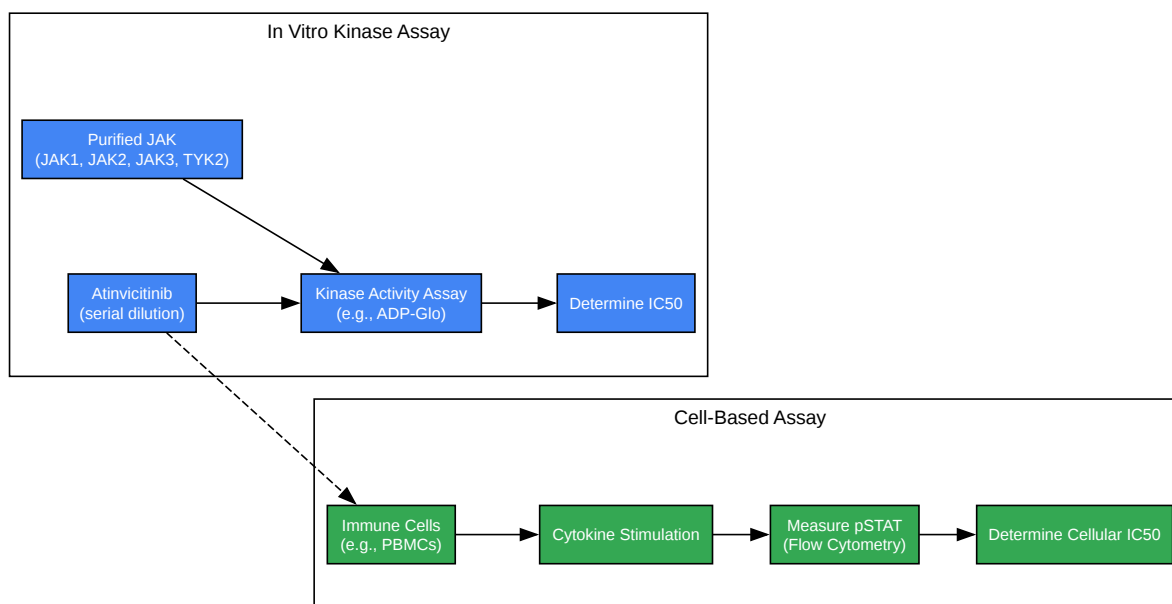 In Vitro Kinase Assay
Purified JAK
(JAK1, JAK2, JAK3, TYK2)
Atinvicitinib
(serial dilution)
Kinase Activity Assay
(e.g., ADP-Glo)
Determine IC50
Cell-Based Assay
Immune Cells
(e.g., PBMCs)
Cytokine Stimulation
Measure pSTAT
(Flow Cytometry)
Determine Cellular IC50